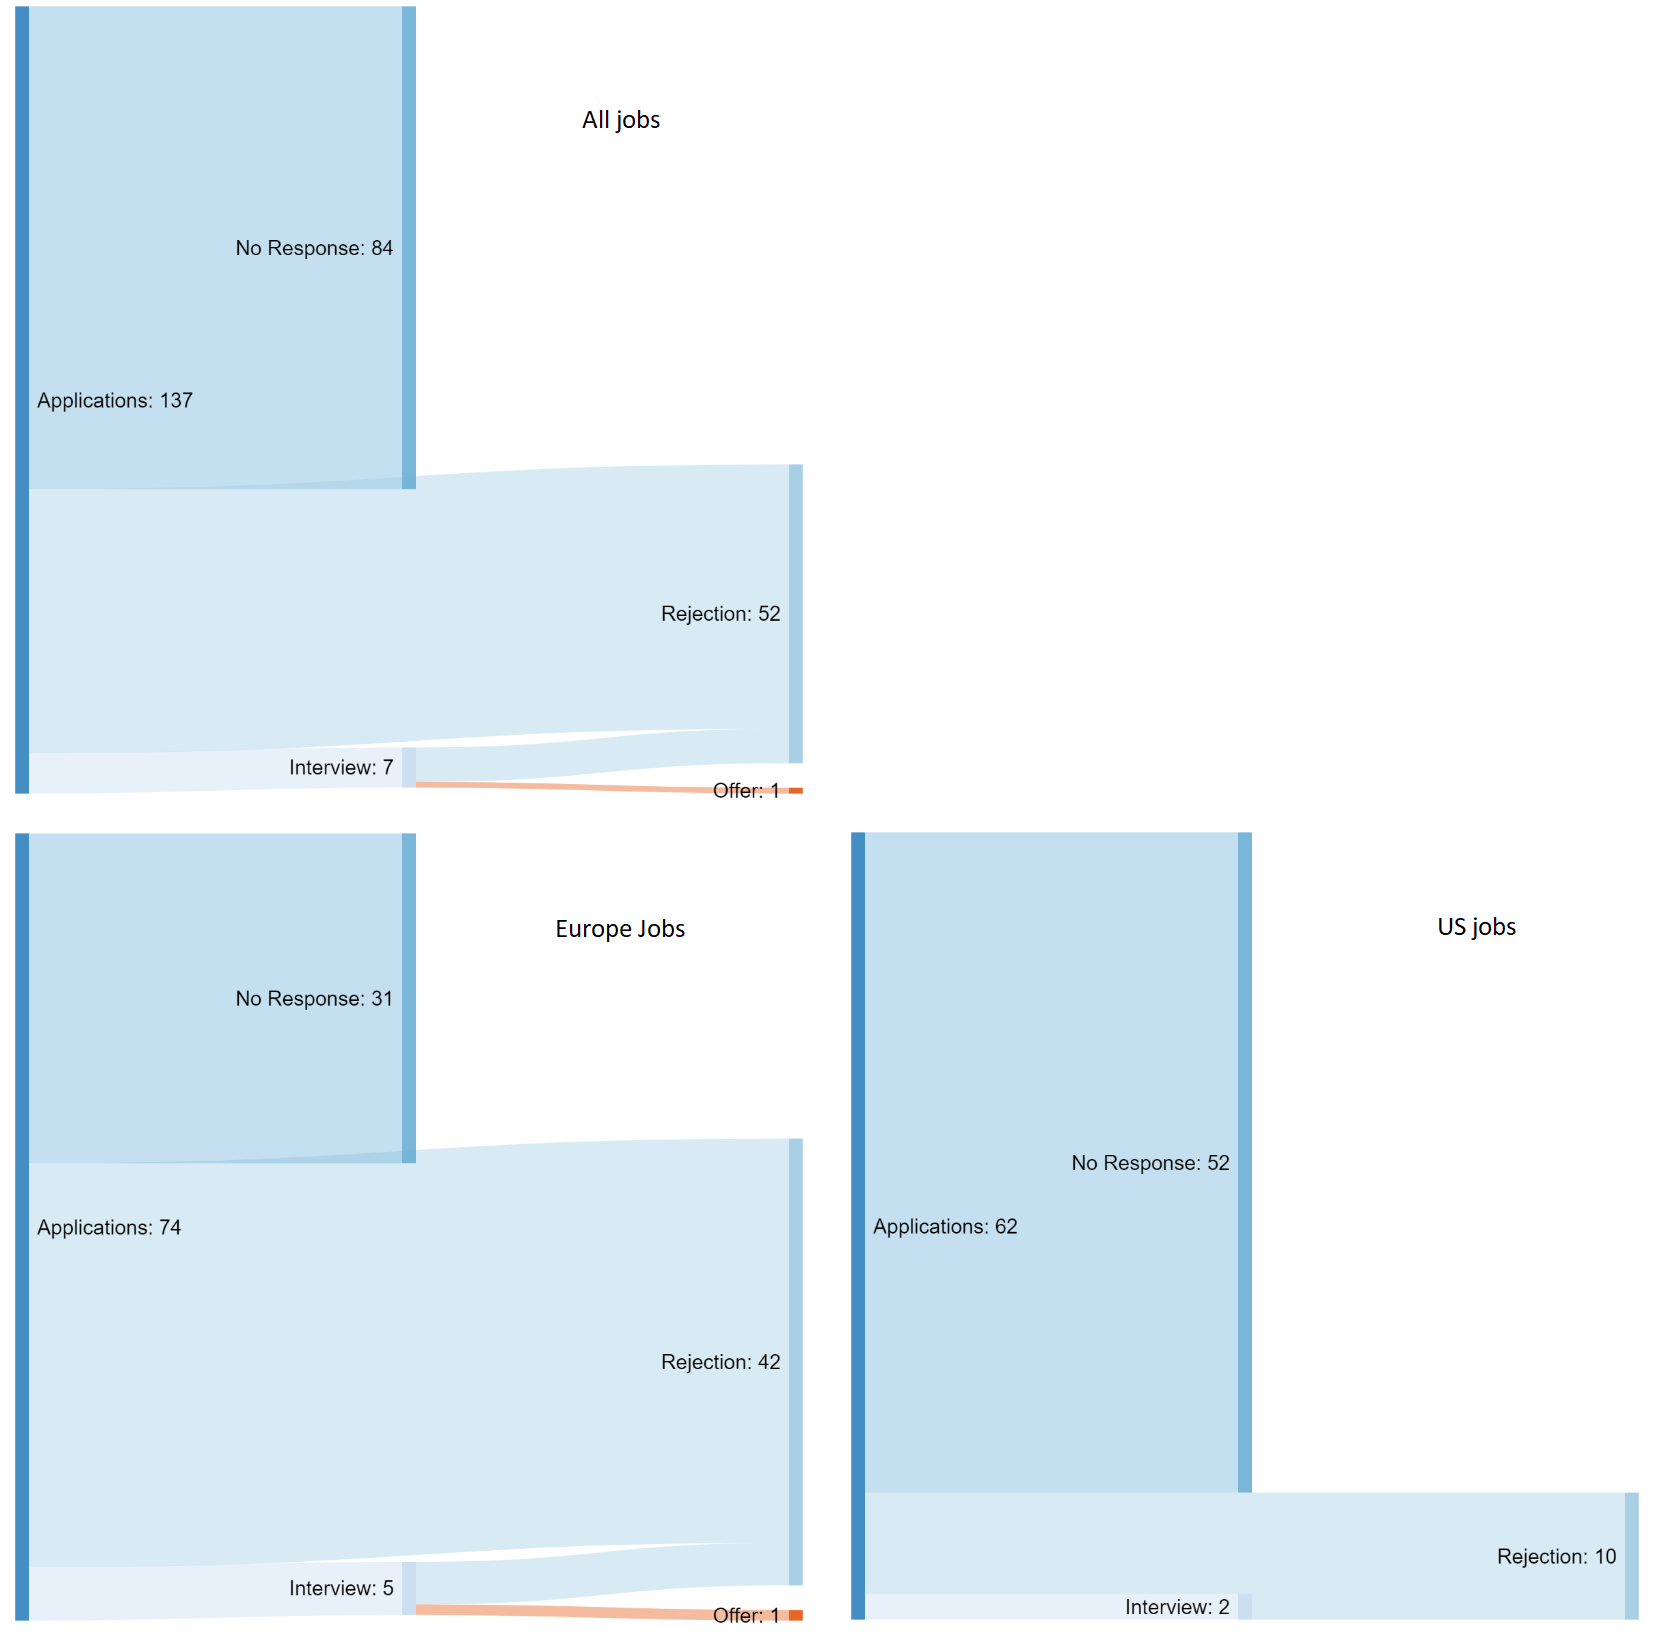 All jobs
No Response: 84
Applications: 137
Rejection: 52
Interview: 7
Offer: 1
Europe Jobs
No Response: 31
Applications: 74
Rejection: 42
Interview: 5
Offer: 1
US jobs
No Response: 52
Applications: 62
Rejection: 10
Interview: 2